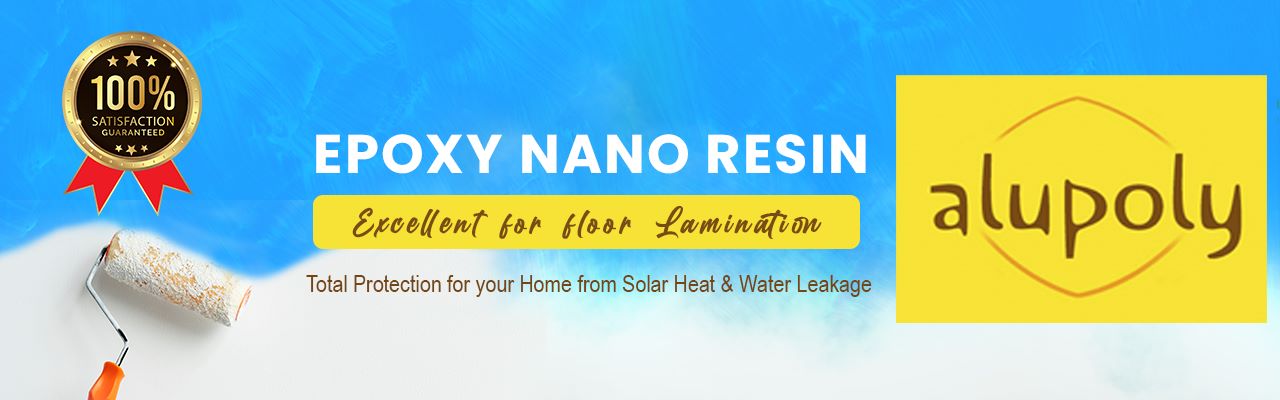 100%
SATISFACTION
GUARANTEED
EPOXY NANO RESIN
Excellent for floor Lamination
Total Protection for your Home from Solar Heat & Water Leakage
alupoly